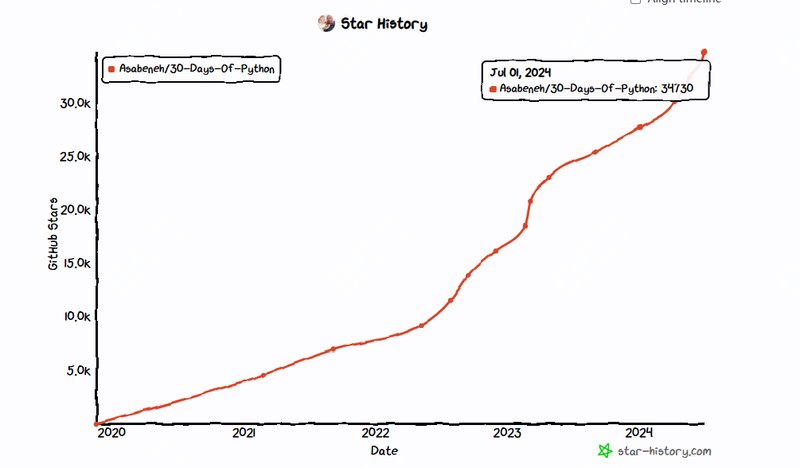 Align timeline
Star History
Asabeneh/30-Days-Of-Python
Jul 01, 2024
Asabeneh/30-Days-Of-Python: 34730
30.0k
25.0k
20.0k
15.0k
10.0k
5.0k
GitHub Stars
2020 2021 2022 2023 2024
Date
star-history.com